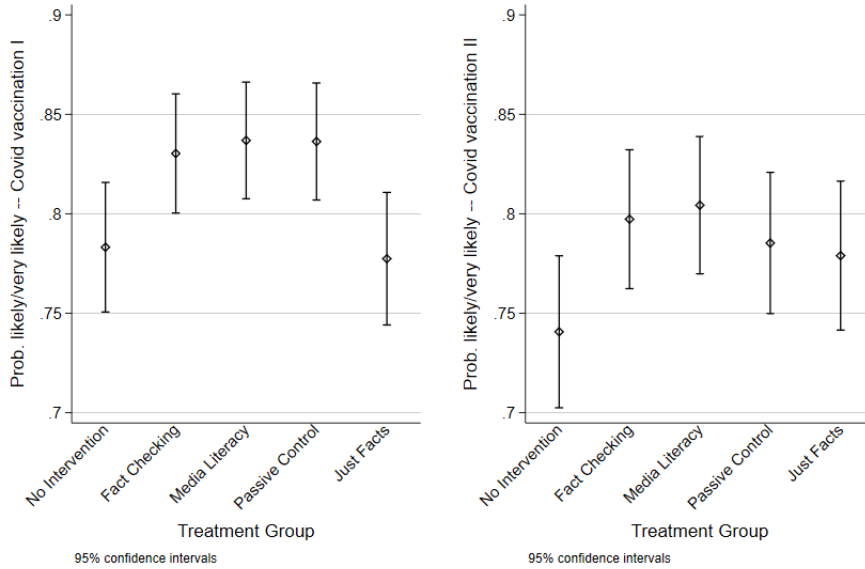 Prob. likely/very likely -- Covid vaccination I
.9
.85
.8
.75
.7
No Intervention
Fact Checking
Media Literacy
Passive Control
Just Facts
Treatment Group
95% confidence intervals
Prob. likely/very likely -- Covid vaccination II
.9
.85
.8
.75
.7
No Intervention
Fact Checking
Media Literacy
Passive Control
Just Facts
Treatment Group
95% confidence intervals